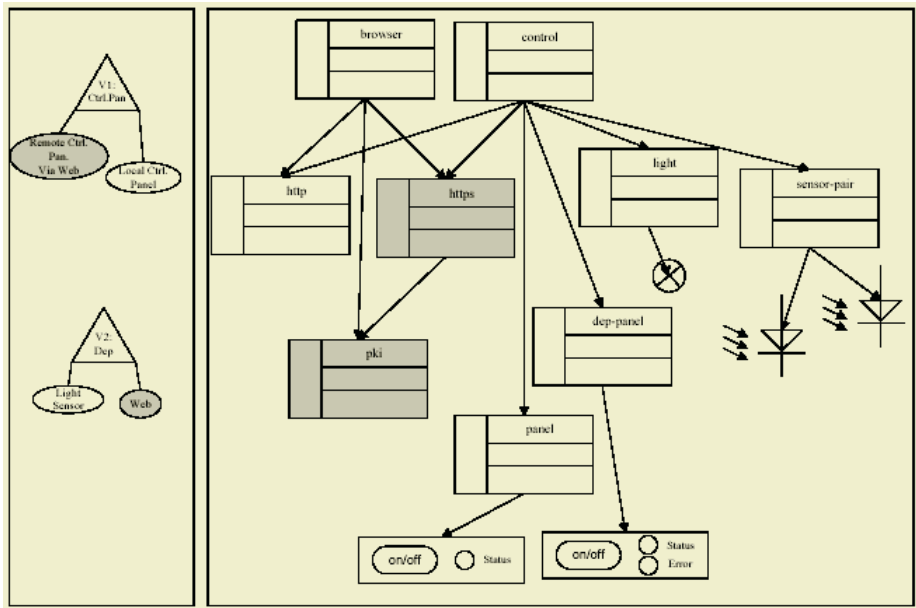 V1:
Ctrl.Pan
Remote Ctrl.
Pan.
Via Web
Local Ctrl.
Panel
V2:
Dep
Light
Sensor
Web
browser
control
http
https
light
sensor-pair
pki
dep-panel
panel
on/off
Status
on/off
Status
Error